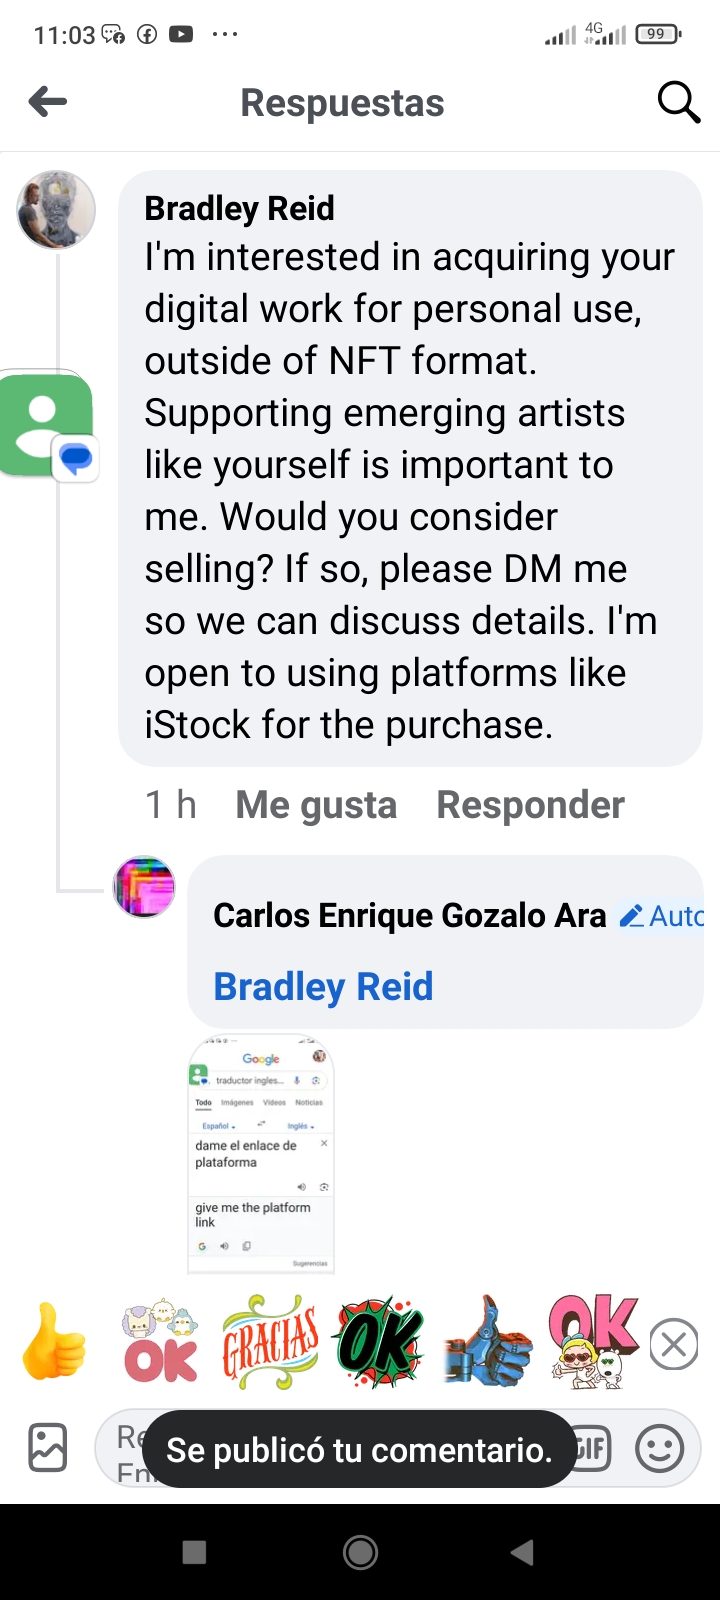 11:03
4G
99
Respuestas
Bradley Reid
I'm interested in acquiring your
digital work for personal use,
outside of NFT format.
Supporting emerging artists
like yourself is important to
me. Would you consider
selling? If so, please DM me
so we can discuss details. I'm
open to using platforms like
iStock for the purchase.
1 h Me gusta Responder
Carlos Enrique Gozalo Ara
Bradley Reid
Google
traductor ingles...
Todo Imágenes Videos Noticias
Español Inglés
dame el enlace de
plataforma
give me the platform
link
G
Sugerencias
OK
GRACIAS
OK
OK
Se publicó tu comentario.
GIF